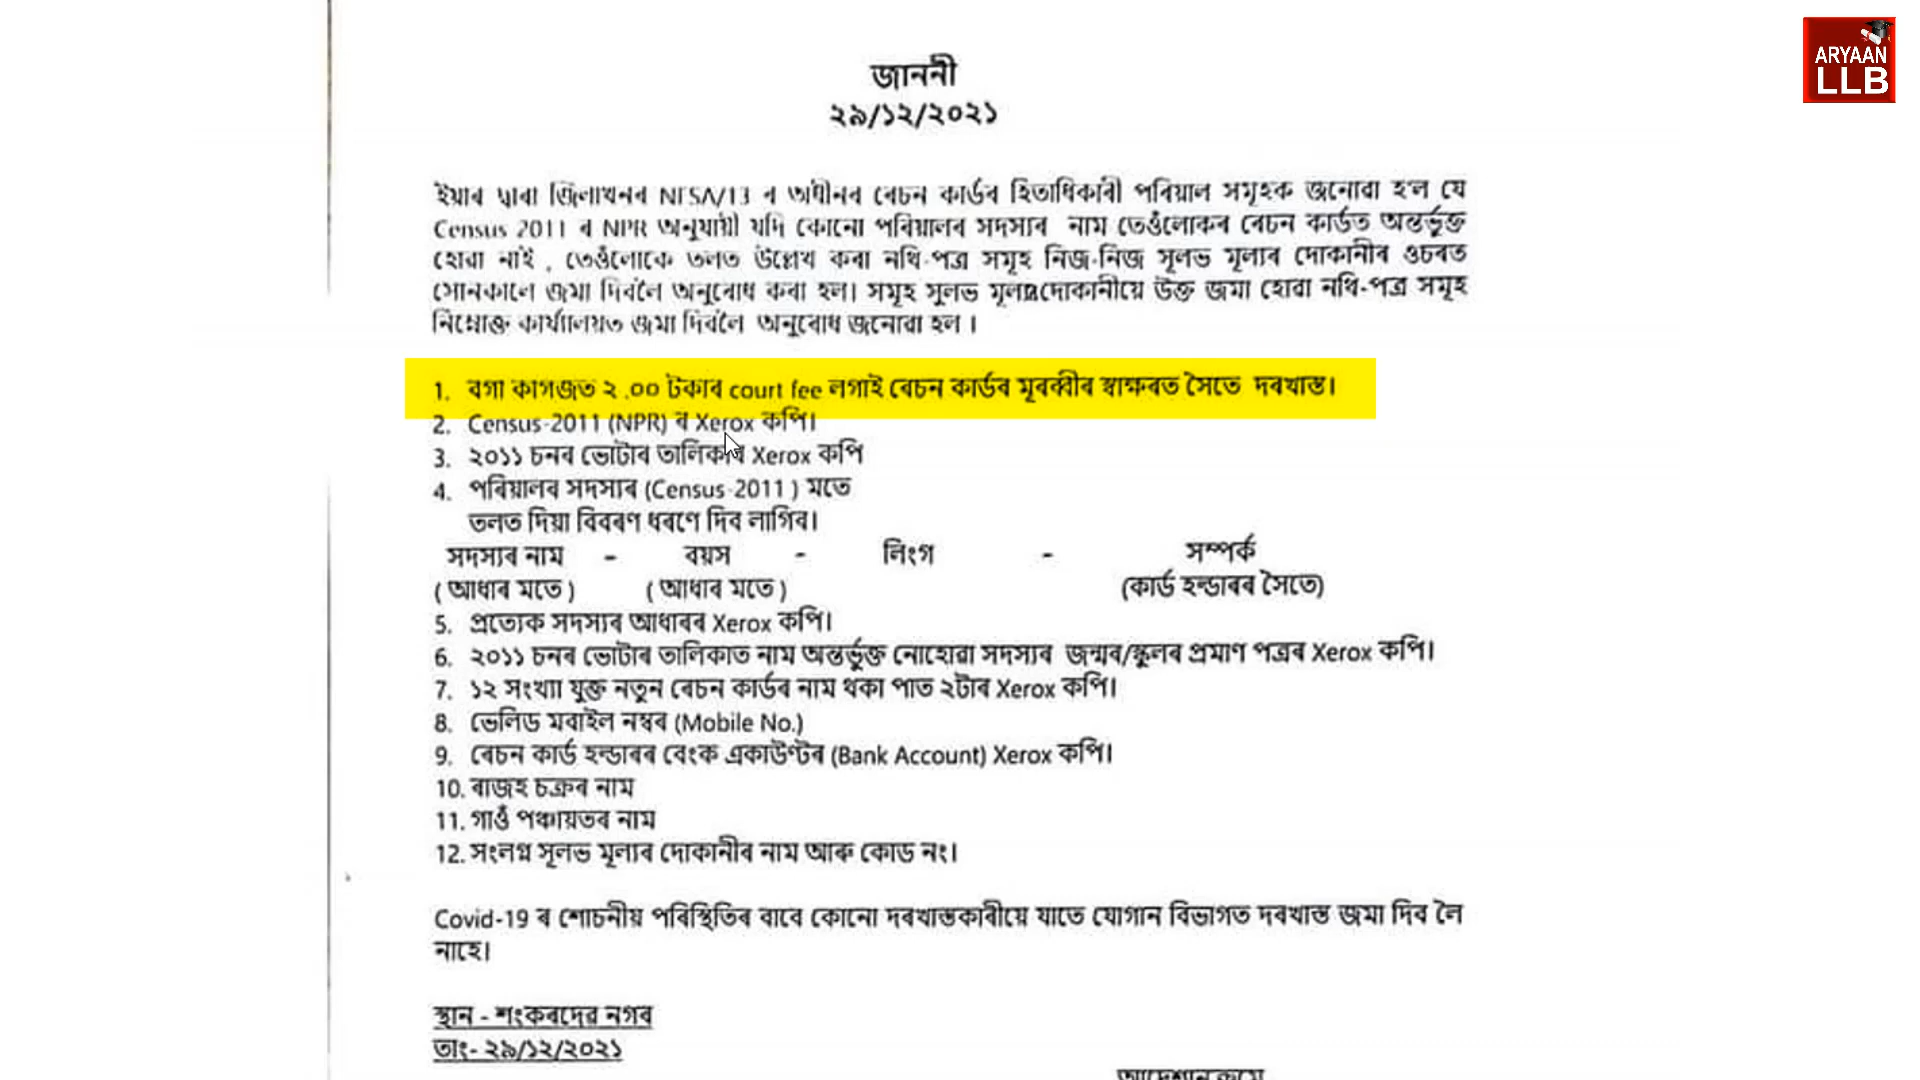 ARYAAN
LLB
জাননী
২৯/১২/২০২১
ইয়াৰ দ্বাৰা জিলাখনৰ NFSA/13 ৰ অধীনৰ ৰেচন কাৰ্ডৰ হিতাধিকাৰী পৰিয়াল সমূহক জনোৱা হ'ল যে
Census 2011 ৰ NPR অনুযায়ী যদি কোনো পৰিয়ালৰ সদস্যৰ নাম তেওঁলোকৰ ৰেচন কাৰ্ডত অন্তৰ্ভূক্ত
হোৱা নাই , তেওঁলোকে তলত উল্লেখ কৰা নথি-পত্ৰ সমূহ নিজ-নিজ সূলভ মূল্যৰ দোকানীৰ ওচৰত
সোনকালে জমা দিবলৈ অনুৰোধ কৰা হল। সমূহ সুলভ দোকানীয়ে উক্ত জমা হোৱা নথি-পত্ৰ সমূহ
নিম্নোক্ত কাৰ্য্যালয়ত জমা দিবলৈ অনুৰোধ জনোৱা হল ।
1. বগা কাগজত ২.০০ টকাৰ court fee লগাই ৰেচন কাৰ্ডৰ মূৰব্বীৰ স্বাক্ষৰত সৈতে দৰখাস্ত।
2. Census-2011 (NPR) ৰ Xerox কপি।
3. ২০১১ চনৰ ভোটাৰ তালিকাৰ Xerox কপি
4. পৰিয়ালৰ সদস্যৰ (Census-2011 ) মতে
তলত দিয়া বিবৰণ ধৰণে দিব লাগিব।
সদস্যৰ নাম - বয়স - লিংগ - সম্পৰ্ক
( আধাৰ মতে ) ( আধাৰ মতে ) (কাৰ্ড হল্ডাৰৰ সৈতে)
5. প্ৰত্যেক সদস্যৰ আধাৰৰ Xerox কপি।
6. ২০১১ চনৰ ভোটাৰ তালিকাত নাম অন্তৰ্ভূক্ত নোহোৱা সদস্যৰ জন্মৰ/স্কুলৰ প্ৰমাণ পত্ৰৰ Xerox কপি।
7. ১২ সংখ্যা যুক্ত নতুন ৰেচন কাৰ্ডৰ নাম থকা পাত ২টাৰ Xerox কপি।
8. ভেলিড মবাইল নম্বৰ (Mobile No.)
9. ৰেচন কাৰ্ড হল্ডাৰৰ বেংক একাউণ্টৰ (Bank Account) Xerox কপি।
10. ৰাজহ চক্ৰৰ নাম
11. গাওঁ পঞ্চায়তৰ নাম
12. সংলগ্ন সূলভ মূল্যৰ দোকানীৰ নাম আৰু কোড নং।
Covid-19 ৰ শোচনীয় পৰিস্থিতিৰ বাবে কোনো দৰখাস্তকাৰীয়ে যাতে যোগান বিভাগত দৰখাস্ত জমা দিব লৈ
নাহে।
স্থান - শংকৰদেৱ নগৰ
তাং- ২৯/১২/২০২১